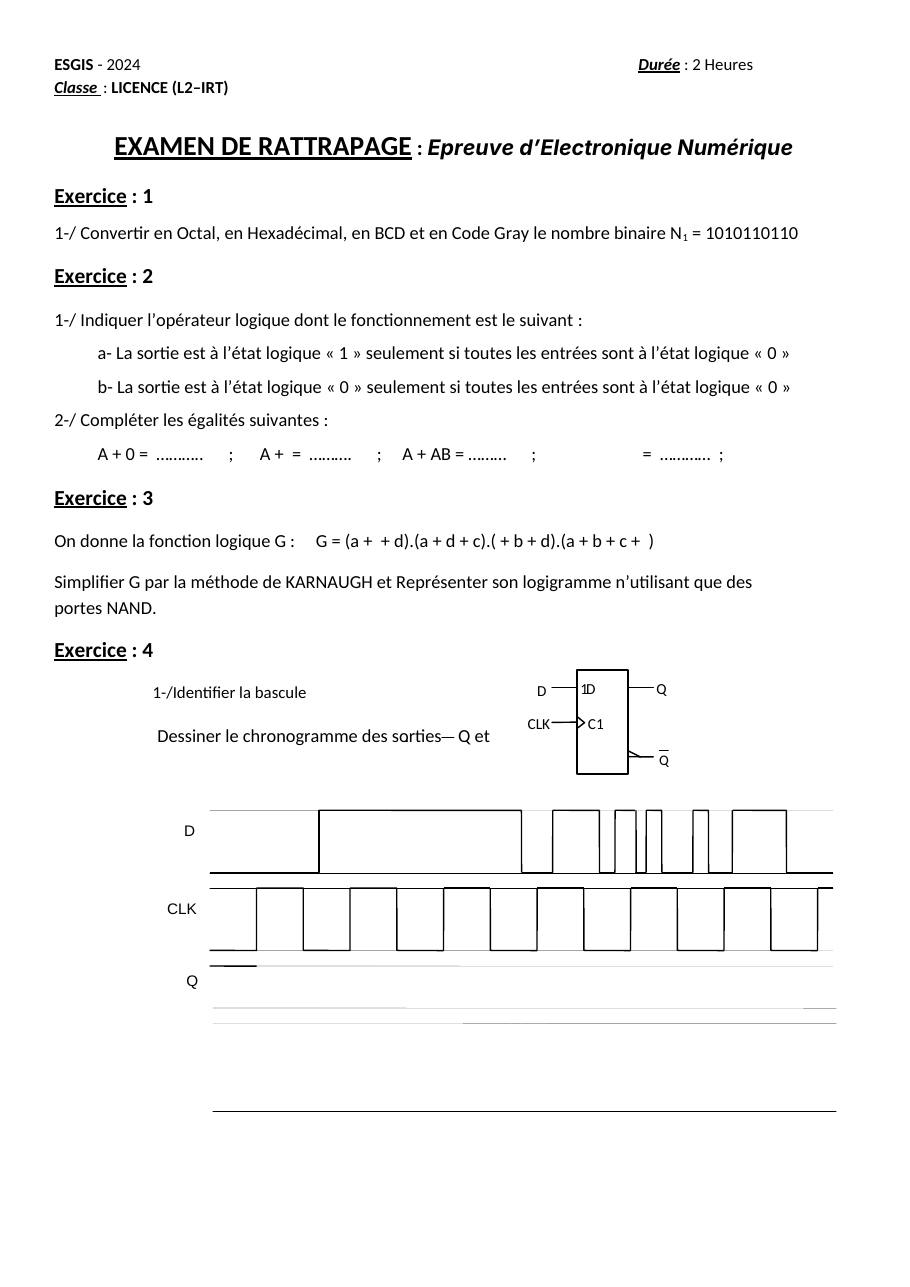 ESGIS - 2024 Durée : 2 Heures
Classe : LICENCE (L2–IRT)
EXAMEN DE RATTRAPAGE : Epreuve d’Electronique Numérique
Exercice : 1
1-/ Convertir en Octal, en Hexadécimal, en BCD et en Code Gray le nombre binaire N₁ = 1010110110
Exercice : 2
1-/ Indiquer l’opérateur logique dont le fonctionnement est le suivant :
a- La sortie est à l’état logique « 1 » seulement si toutes les entrées sont à l’état logique « 0 »
b- La sortie est à l’état logique « 0 » seulement si toutes les entrées sont à l’état logique « 0 »
2-/ Compléter les égalités suivantes :
A + 0 = ……….. ; A + = ………. ; A + AB = ……… ; = ………… ;
Exercice : 3
On donne la fonction logique G : G = (a + + d).(a + d + c).( + b + d).(a + b + c + )
Simplifier G par la méthode de KARNAUGH et Représenter son logigramme n’utilisant que des
portes NAND.
Exercice : 4
1-/Identifier la bascule
D 1D Q
CLK C1
Dessiner le chronogramme des sorties Q et
Q̅
D
CLK
Q